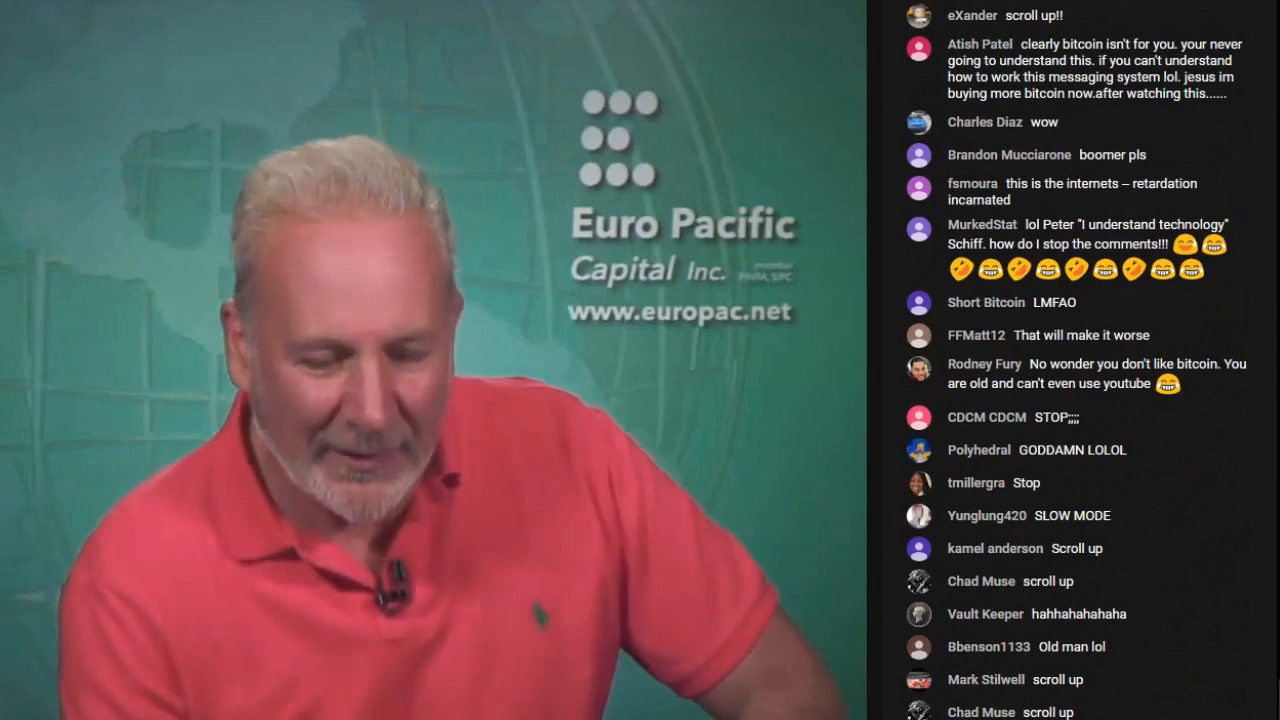 Euro Pacific
Capital Inc.
www.europac.net
eXander scroll up!!
Atish Patel clearly bitcoin isn't for you. your never
going to understand this. if you can't understand
how to work this messaging system lol. jesus im
buying more bitcoin now.after watching this......
Charles Diaz wow
Brandon Mucciarone boomer pls
fsmoura this is the internets – retardation
incarnated
MurkedStat lol Peter "I understand technology"
Schiff. how do I stop the comments!!! 😅😂
🤣😂🤣😂🤣😂🤣😂😂
Short Bitcoin LMFAO
FFMatt12 That will make it worse
Rodney Fury No wonder you don't like bitcoin. You
are old and can't even use youtube 😂
CDCM CDCM STOP;;;;
Polyhedral GODDAMN LOLOL
tmillergra Stop
Yunglung420 SLOW MODE
kamel anderson Scroll up
Chad Muse scroll up
Vault Keeper hahhahahahaha
Bbenson1133 Old man lol
Mark Stilwell scroll up
Chad Muse scroll up